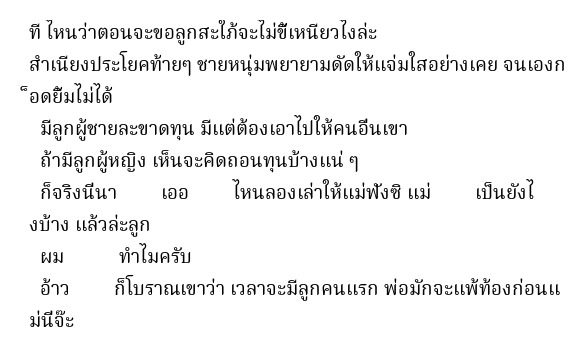 ที ไหนว่าตอนจะขอลูกสะใภ้จะไม่ขี้เหนียวไงล่ะ
สำเนียงประโยคท้ายๆ ชายหนุ่มพยายามดัดให้แจ่มใสอย่างเคย จนเองก
็อดยิ้มไม่ได้
มีลูกผู้ชายละขาดทุน มีแต่ต้องเอาไปให้คนอื่นเขา
ถ้ามีลูกผู้หญิง เห็นจะคิดถอนทุนบ้างแน่ ๆ
ก็จริงนี่นา เออ ไหนลองเล่าให้แม่ฟังซิ แม่ เป็นยังไ
งบ้าง แล้วล่ะลูก
ผม ทำไมครับ
อ้าว ก็โบราณเขาว่า เวลาจะมีลูกคนแรก พ่อมักจะแพ้ท้องก่อนแ
ม่นี่จ๊ะ